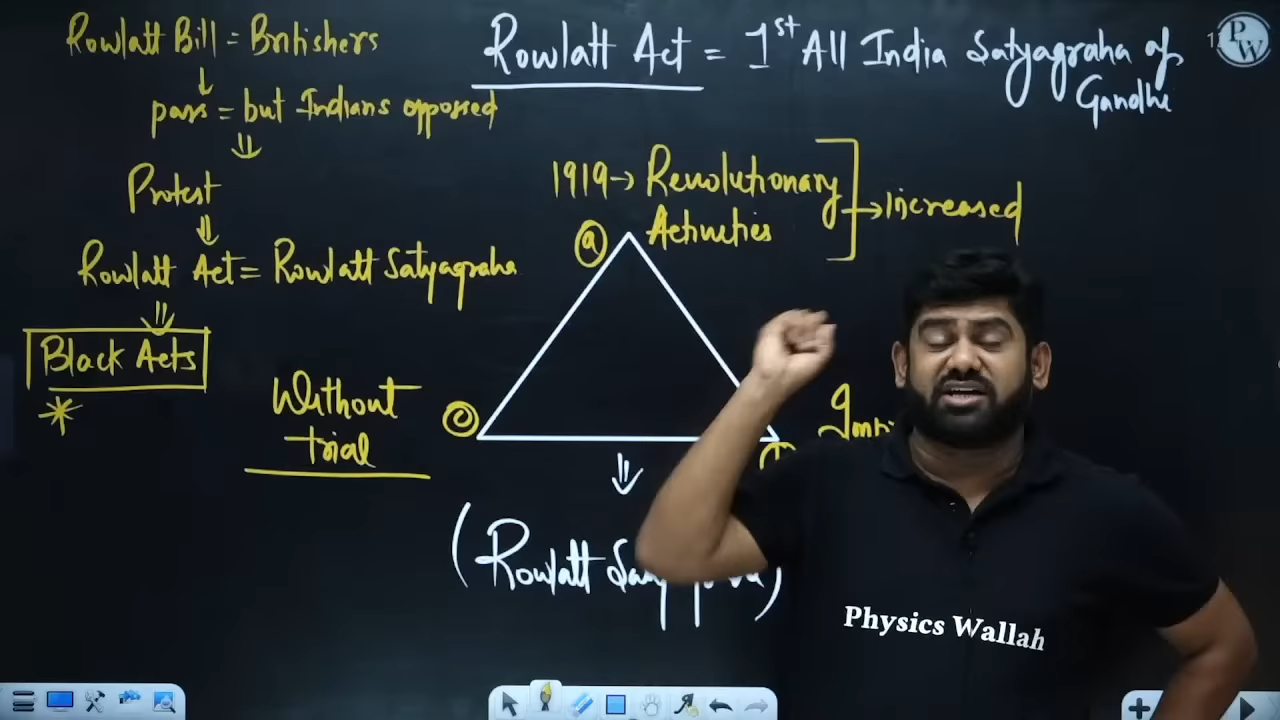 Rowlatt Bill = Britishers
↓
pass = but Indians opposed
⇓
Protest
⇓
Rowlatt Act = Rowlatt Satyagraha
⇓
Black Acts
*
Rowlatt Act = 1st All India Satyagraha of
Gandhi
PW
1919 → Revolutionary
Activities
→ Increased
a
c
Without
trial
⇓
(Rowlatt
Physics Wallah